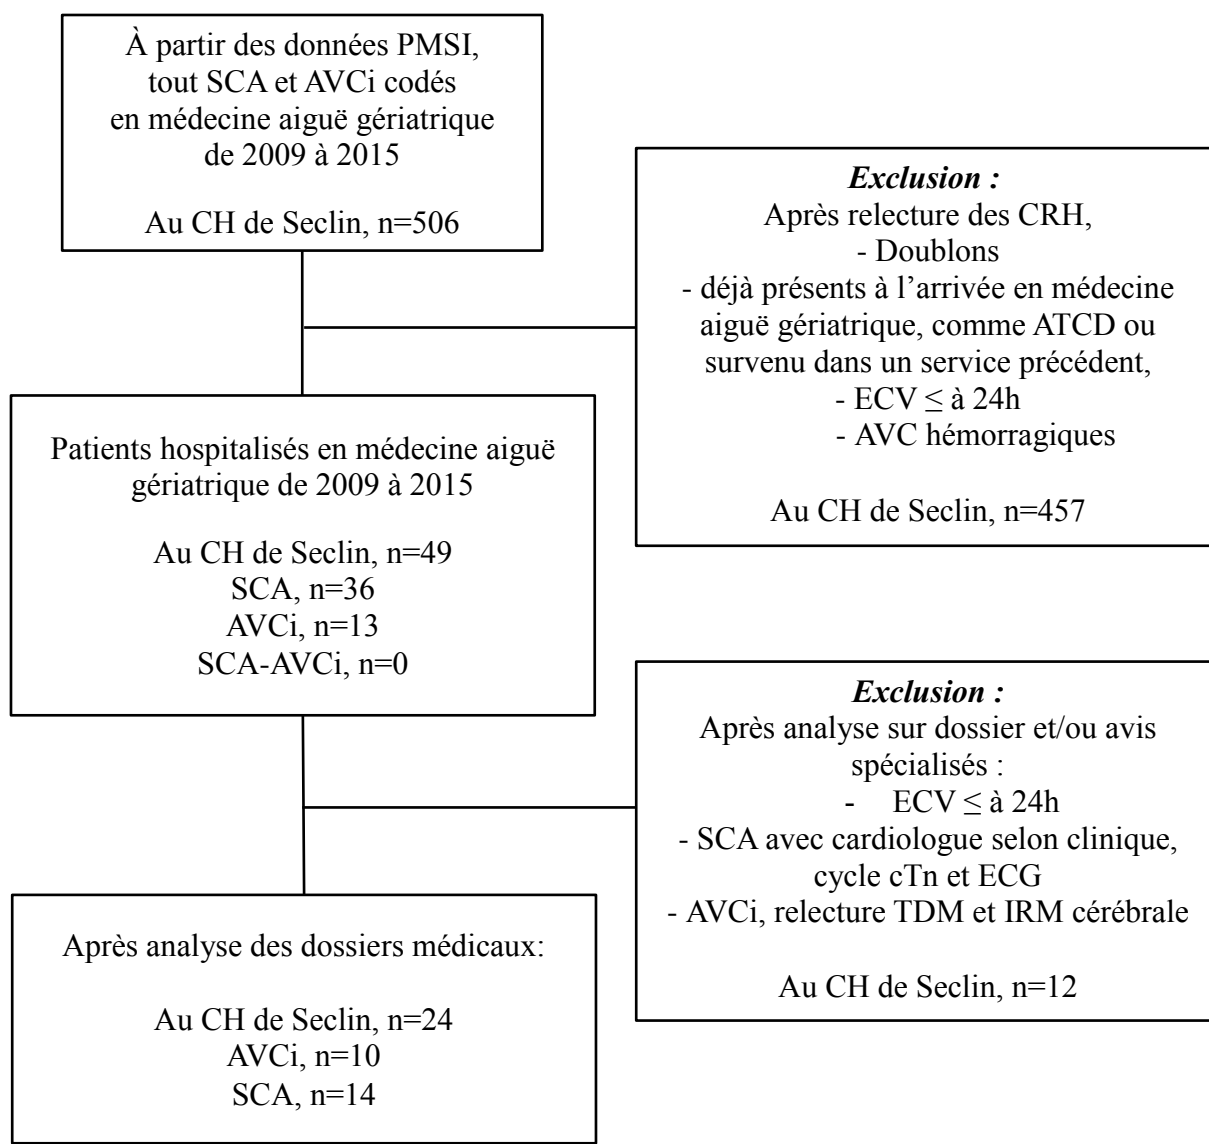 À partir des données PMSI,
tout SCA et AVCi codés
en médecine aiguë gériatrique
de 2009 à 2015
Au CH de Seclin, n=506
Exclusion :
Après relecture des CRH,
- Doublons
- déjà présents à l’arrivée en médecine
aiguë gériatrique, comme ATCD ou
survenu dans un service précédent,
- ECV ≤ à 24h
- AVC hémorragiques
Au CH de Seclin, n=457
Patients hospitalisés en médecine aiguë
gériatrique de 2009 à 2015
Au CH de Seclin, n=49
SCA, n=36
AVCi, n=13
SCA-AVCi, n=0
Exclusion :
Après analyse sur dossier et/ou avis
spécialisés :
- ECV ≤ à 24h
- SCA avec cardiologue selon clinique,
cycle cTn et ECG
- AVCi, relecture TDM et IRM cérébrale
Au CH de Seclin, n=12
Après analyse des dossiers médicaux:
Au CH de Seclin, n=24
AVCi, n=10
SCA, n=14